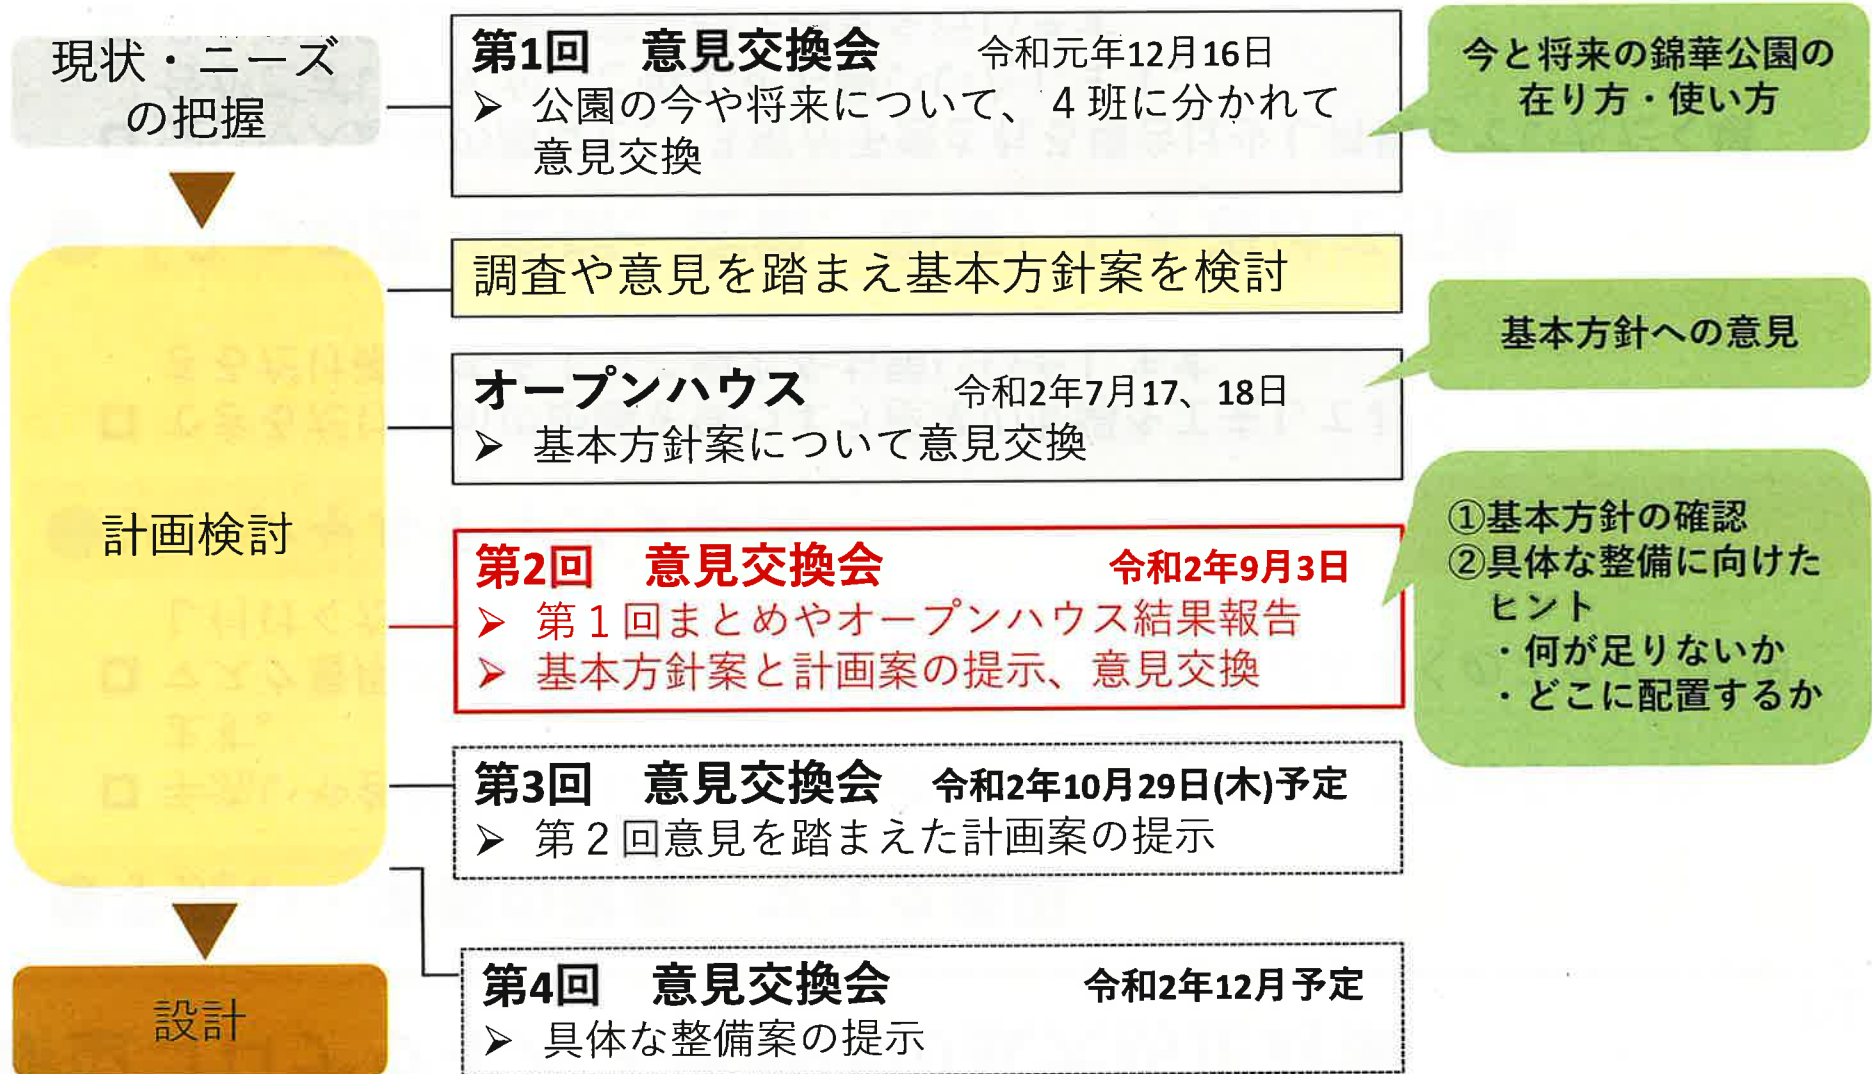 現状・ニーズ
の把握
計画検討
設計
第1回　意見交換会　令和元年12月16日
➢ 公園の今や将来について、４班に分かれて
意見交換
今と将来の錦華公園の
在り方・使い方
調査や意見を踏まえ基本方針案を検討
オープンハウス　令和2年7月17、18日
➢ 基本方針案について意見交換
基本方針への意見
第2回　意見交換会　令和2年9月3日
➢ 第１回まとめやオープンハウス結果報告
➢ 基本方針案と計画案の提示、意見交換
①基本方針の確認
②具体な整備に向けた
ヒント
・何が足りないか
・どこに配置するか
第3回　意見交換会　令和2年10月29日(木)予定
➢ 第２回意見を踏まえた計画案の提示
第4回　意見交換会　令和2年12月予定
➢ 具体な整備案の提示